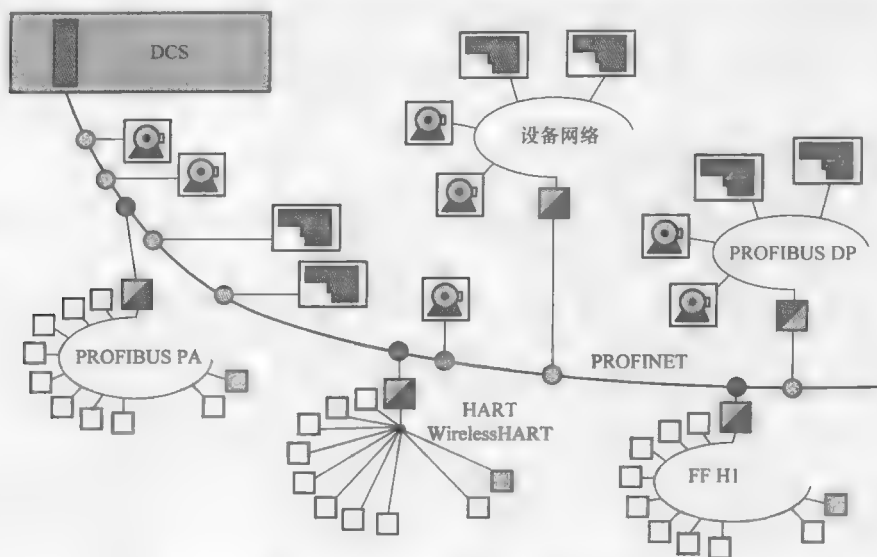 DCS
设备网络
PROFIBUS DP
PROFIBUS PA
PROFINET
HART
WirelessHART
FF H1